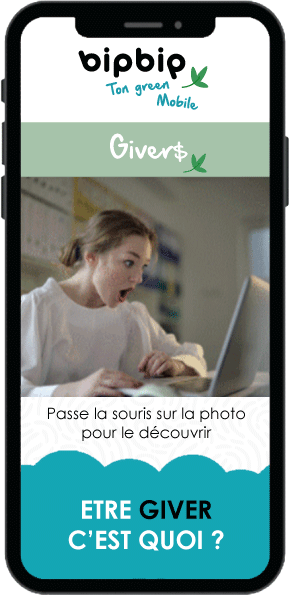 bipbip
Ton green
Mobile
Giver$
Passe la souris sur la photo
pour le découvrir
ETRE GIVER
C’EST QUOI ?